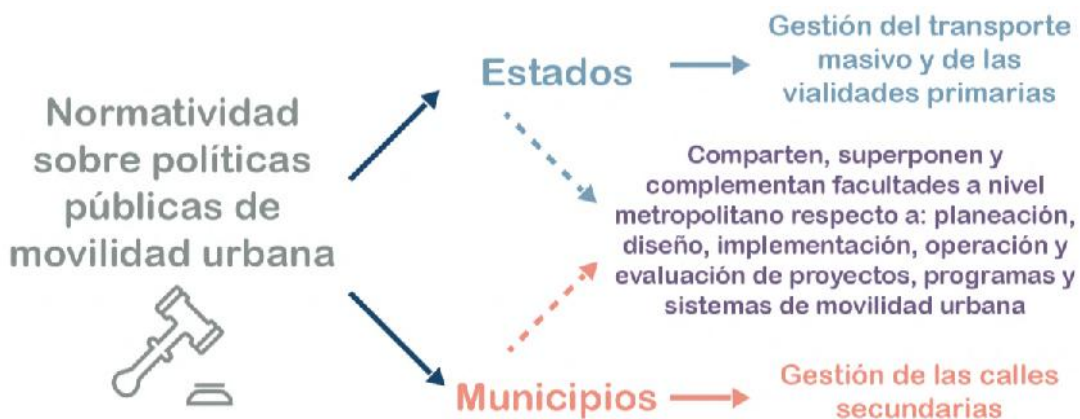 Normatividad
sobre políticas
públicas de
movilidad urbana
Estados
Gestión del transporte
masivo y de las
vialidades primarias
Comparten, superponen y
complementan facultades a nivel
metropolitano respecto a: planeación,
diseño, implementación, operación y
evaluación de proyectos, programas y
sistemas de movilidad urbana
Municipios
Gestión de las calles
secundarias